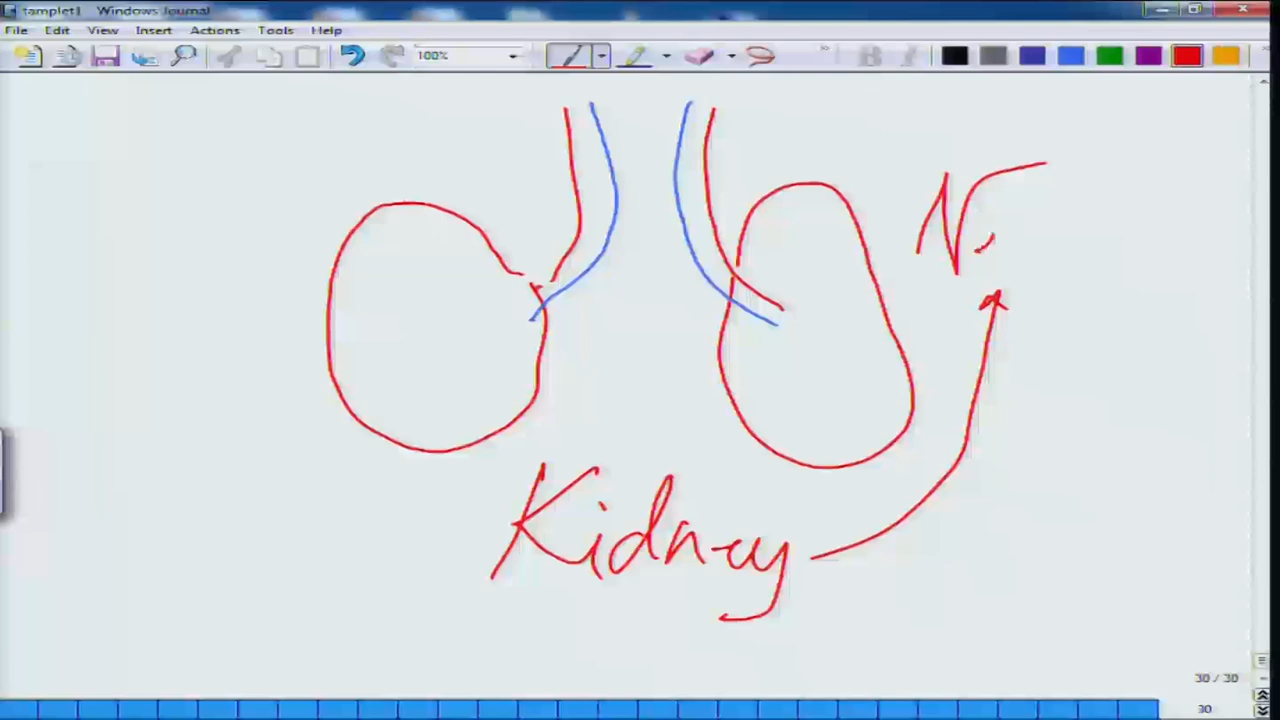 tamplet1 - Windows Journal
File Edit View Insert Actions Tools Help
100%
N
Kidney
30 / 30
30